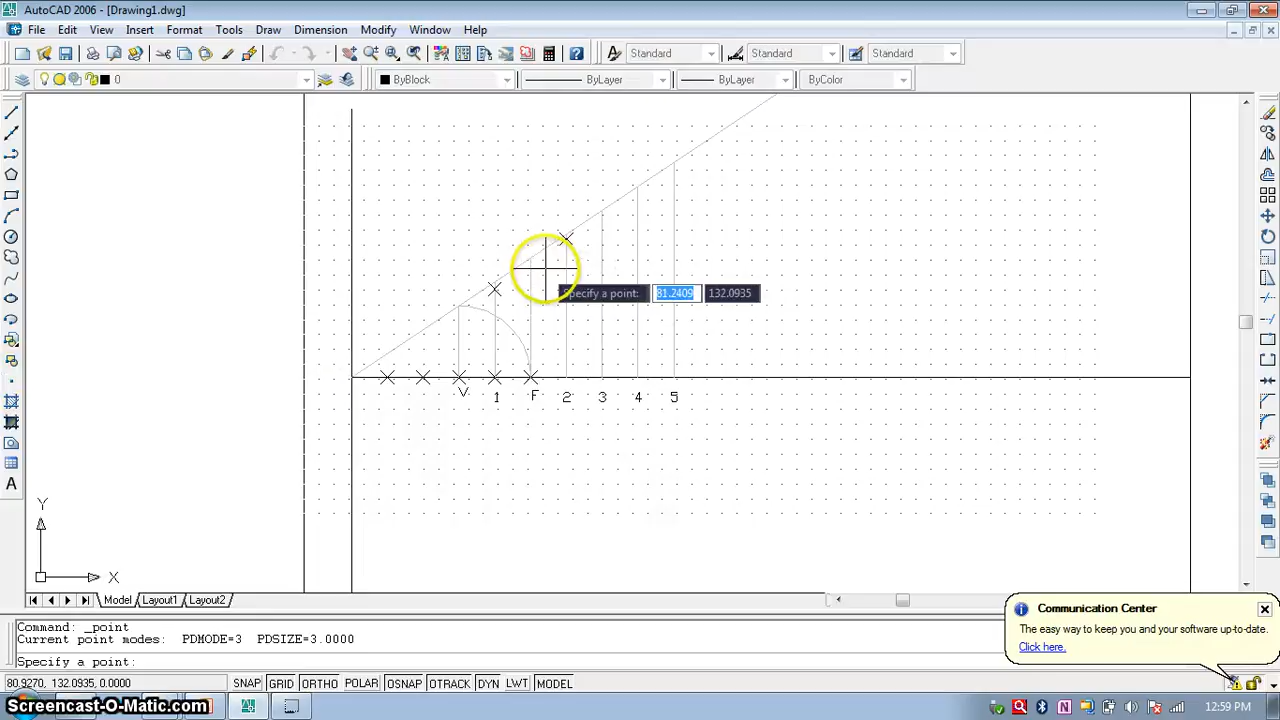 AutoCAD 2006 - [Drawing1.dwg]
File Edit View Insert Format Tools Draw Dimension Modify Window Help
Standard Standard Standard
0 ByBlock ByLayer ByLayer ByColor
Specify a point: 81.2409 132.0935
V 1 F 2 3 4 5
Y
X
Model Layout1 Layout2
Command: _point
Current point modes: PDMODE=3 PDSIZE=3.0000
Specify a point:
Communication Center
The easy way to keep you and your software up-to-date.
Click here.
80.9270, 132.0935, 0.0000 SNAP GRID ORTHO POLAR OSNAP OTRACK DYN LWT MODEL
Screencast-O-Matic.com
12:59 PM